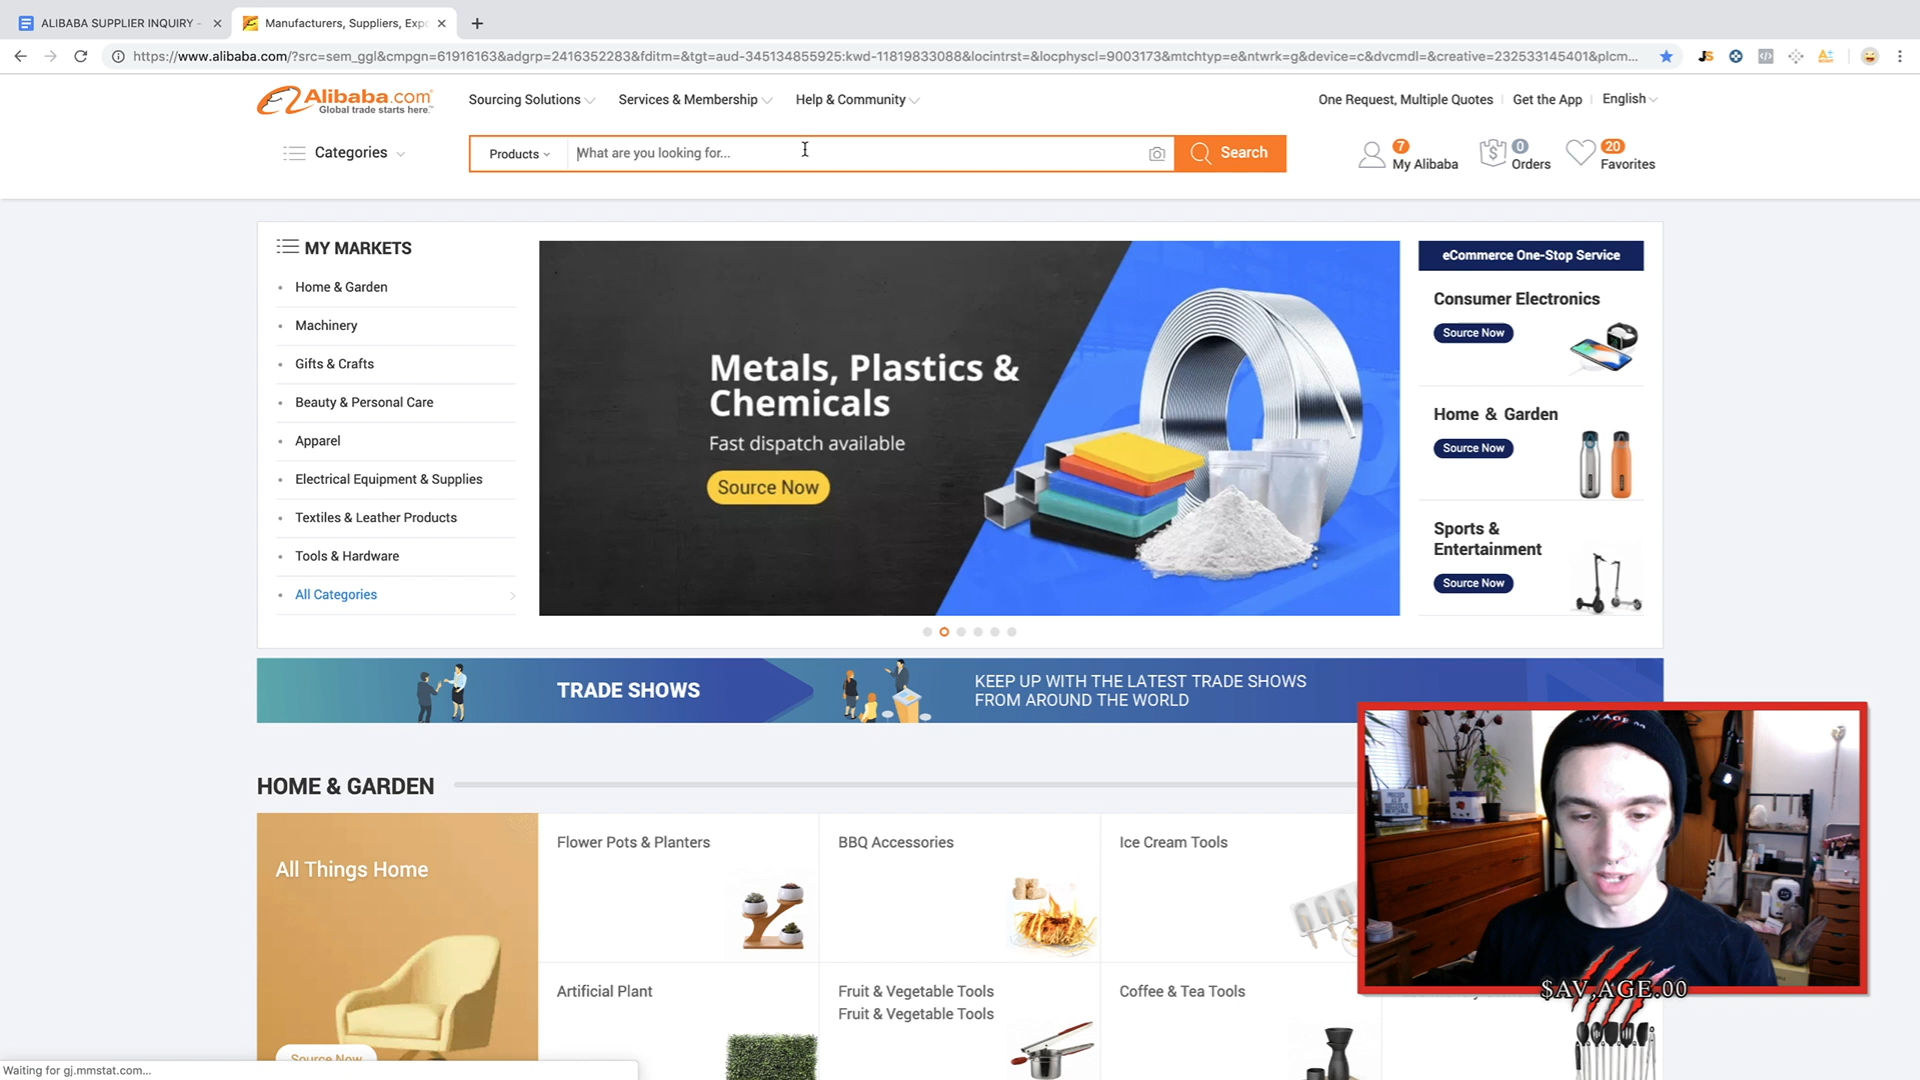 ALIBABA SUPPLIER INQUIRY -
Manufacturers, Suppliers, Exp
https://www.alibaba.com/?src=sem_ggl&cmpgn=61916163&adgrp=2416352283&fditm=&tgt=aud-345134855925:kwd-11819833088&locintrst=&locphyscl=9003173&mtchtyp=e&ntwrk=g&device=c&dvcmdl=&creative=232533145401&plcm...
JS
Alibaba.com
Global trade starts here.™
Sourcing Solutions
Services & Membership
Help & Community
One Request, Multiple Quotes
Get the App
English
Categories
Products
What are you looking for...
Search
7
My Alibaba
0
Orders
20
Favorites
MY MARKETS
Home & Garden
Machinery
Gifts & Crafts
Beauty & Personal Care
Apparel
Electrical Equipment & Supplies
Textiles & Leather Products
Tools & Hardware
All Categories
Metals, Plastics &
Chemicals
Fast dispatch available
Source Now
eCommerce One-Stop Service
Consumer Electronics
Source Now
Home & Garden
Source Now
Sports &
Entertainment
Source Now
TRADE SHOWS
KEEP UP WITH THE LATEST TRADE SHOWS
FROM AROUND THE WORLD
HOME & GARDEN
All Things Home
Source Now
Flower Pots & Planters
BBQ Accessories
Ice Cream Tools
Artificial Plant
Fruit & Vegetable Tools
Fruit & Vegetable Tools
Coffee & Tea Tools
$AV,AGE.00
$AV,AGE.00
Waiting for gj.mmstat.com...